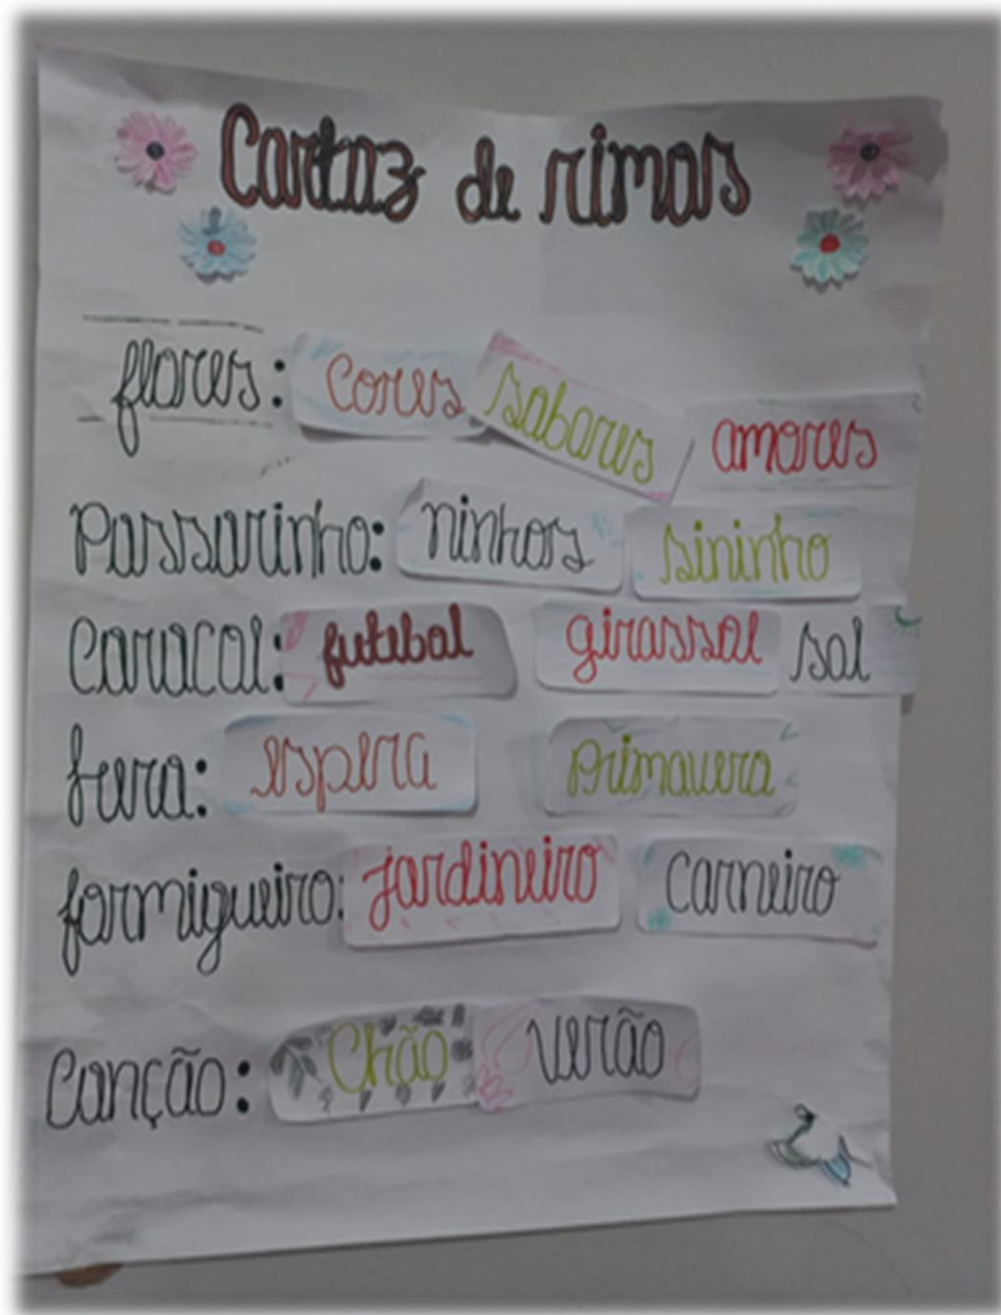 Cartaz de rimas
flores: cores sabores amores
Passarinho: ninhos sininho
Caracol: futebol girassol sol
fera: espera Primavera
formigueiro: jardineiro carneiro
Canção: Chão verão